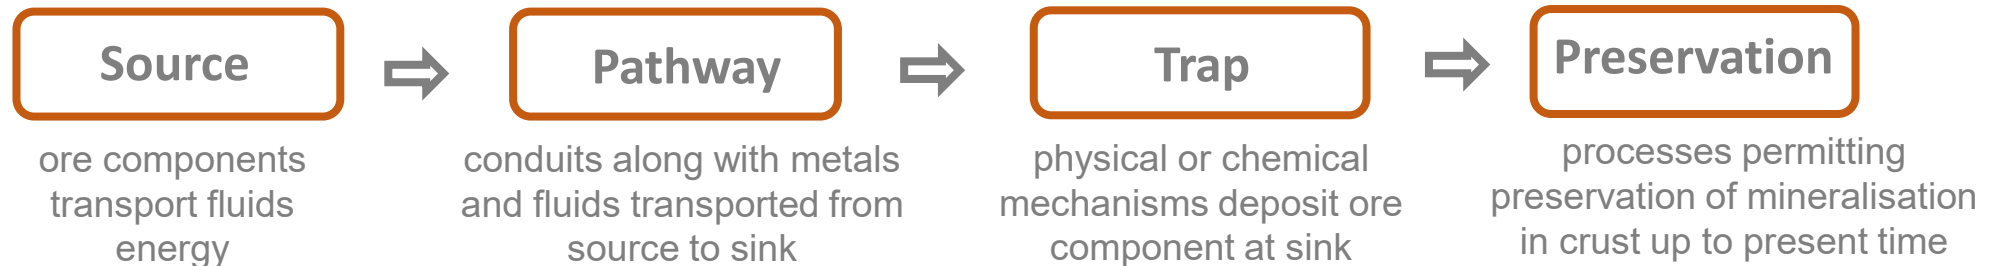 Source
ore components
transport fluids
energy
Pathway
conduits along with metals
and fluids transported from
source to sink
Trap
physical or chemical
mechanisms deposit ore
component at sink
Preservation
processes permitting
preservation of mineralisation
in crust up to present time